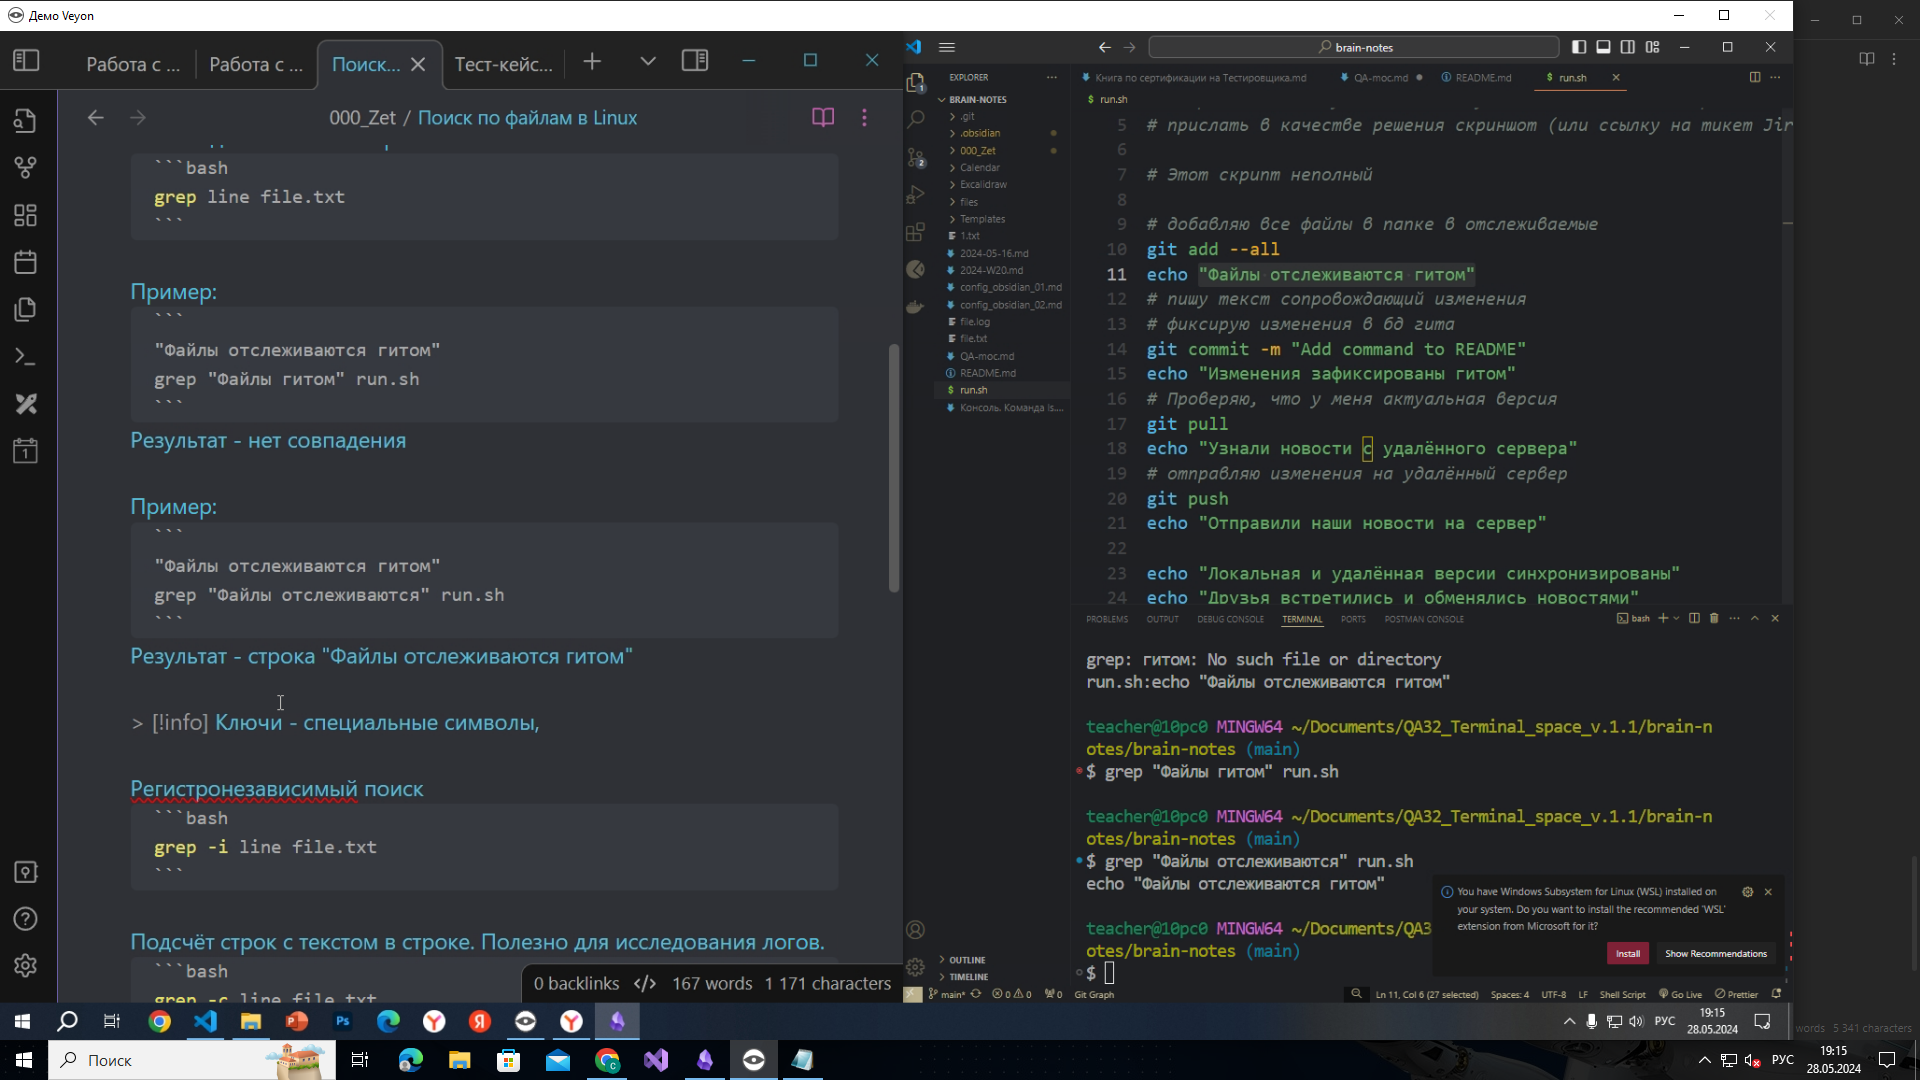 Демо Veyon
Работа с ...
Работа с ...
Поиск...
Тест-кейс...
000_Zet / Поиск по файлам в Linux
```bash
grep line file.txt
```
Пример:
```
"Файлы отслеживаются гитом"
grep "Файлы гитом" run.sh
```
Результат - нет совпадения
Пример:
```
"Файлы отслеживаются гитом"
grep "Файлы отслеживаются" run.sh
```
Результат - строка "Файлы отслеживаются гитом"
> [!info] Ключи - специальные символы,
Регистронезависимый поиск
```bash
grep -i line file.txt
```
Подсчёт строк с текстом в строке. Полезно для исследования логов.
```bash
grep -c line file.txt
0 backlinks </> 167 words 1 171 characters
brain-notes
EXPLORER
BRAIN-NOTES
.git
.obsidian
000_Zet
Calendar
Excalidraw
files
Templates
1.txt
2024-05-16.md
2024-W20.md
config_obsidian_01.md
config_obsidian_02.md
file.log
file.txt
QA-moc.md
README.md
run.sh
Консоль. Команда ls....
OUTLINE
TIMELINE
Книга по сертификации на Тестировщика.md
QA-moc.md
README.md
run.sh
$ run.sh
5 # прислать в качестве решения скриншот (или ссылку на тикет Jir
6
7 # Этот скрипт неполный
8
9 # добавляю все файлы в папке в отслеживаемые
10 git add --all
11 echo "Файлы отслеживаются гитом"
12 # пишу текст сопровождающий изменения
13 # фиксирую изменения в бд гита
14 git commit -m "Add command to README"
15 echo "Изменения зафиксированы гитом"
16 # Проверяю, что у меня актуальная версия
17 git pull
18 echo "Узнали новости с удалённого сервера"
19 # отправляю изменения на удалённый сервер
20 git push
21 echo "Отправили наши новости на сервер"
22
23 echo "Локальная и удалённая версии синхронизированы"
24 echo "Друзья встретились и обменялись новостями"
PROBLEMS OUTPUT DEBUG CONSOLE TERMINAL PORTS POSTMAN CONSOLE
bash
grep: гитом: No such file or directory
run.sh:echo "Файлы отслеживаются гитом"
teacher@10pc0 MINGW64 ~/Documents/QA32_Terminal_space_v.1.1/brain-n
otes/brain-notes (main)
$ grep "Файлы гитом" run.sh
teacher@10pc0 MINGW64 ~/Documents/QA32_Terminal_space_v.1.1/brain-n
otes/brain-notes (main)
$ grep "Файлы отслеживаются" run.sh
echo "Файлы отслеживаются гитом"
teacher@10pc0 MINGW64 ~/Documents/QA3
otes/brain-notes (main)
$
You have Windows Subsystem for Linux (WSL) installed on
your system. Do you want to install the recommended 'WSL'
extension from Microsoft for it?
Install
Show Recommendations
main* 0 0 0 Git Graph
Ln 11, Col 6 (27 selected) Spaces: 4 UTF-8 LF Shell Script Go Live Prettier
РУС
19:15
28.05.2024
words 5 341 characters
Поиск
РУС
19:15
28.05.2024